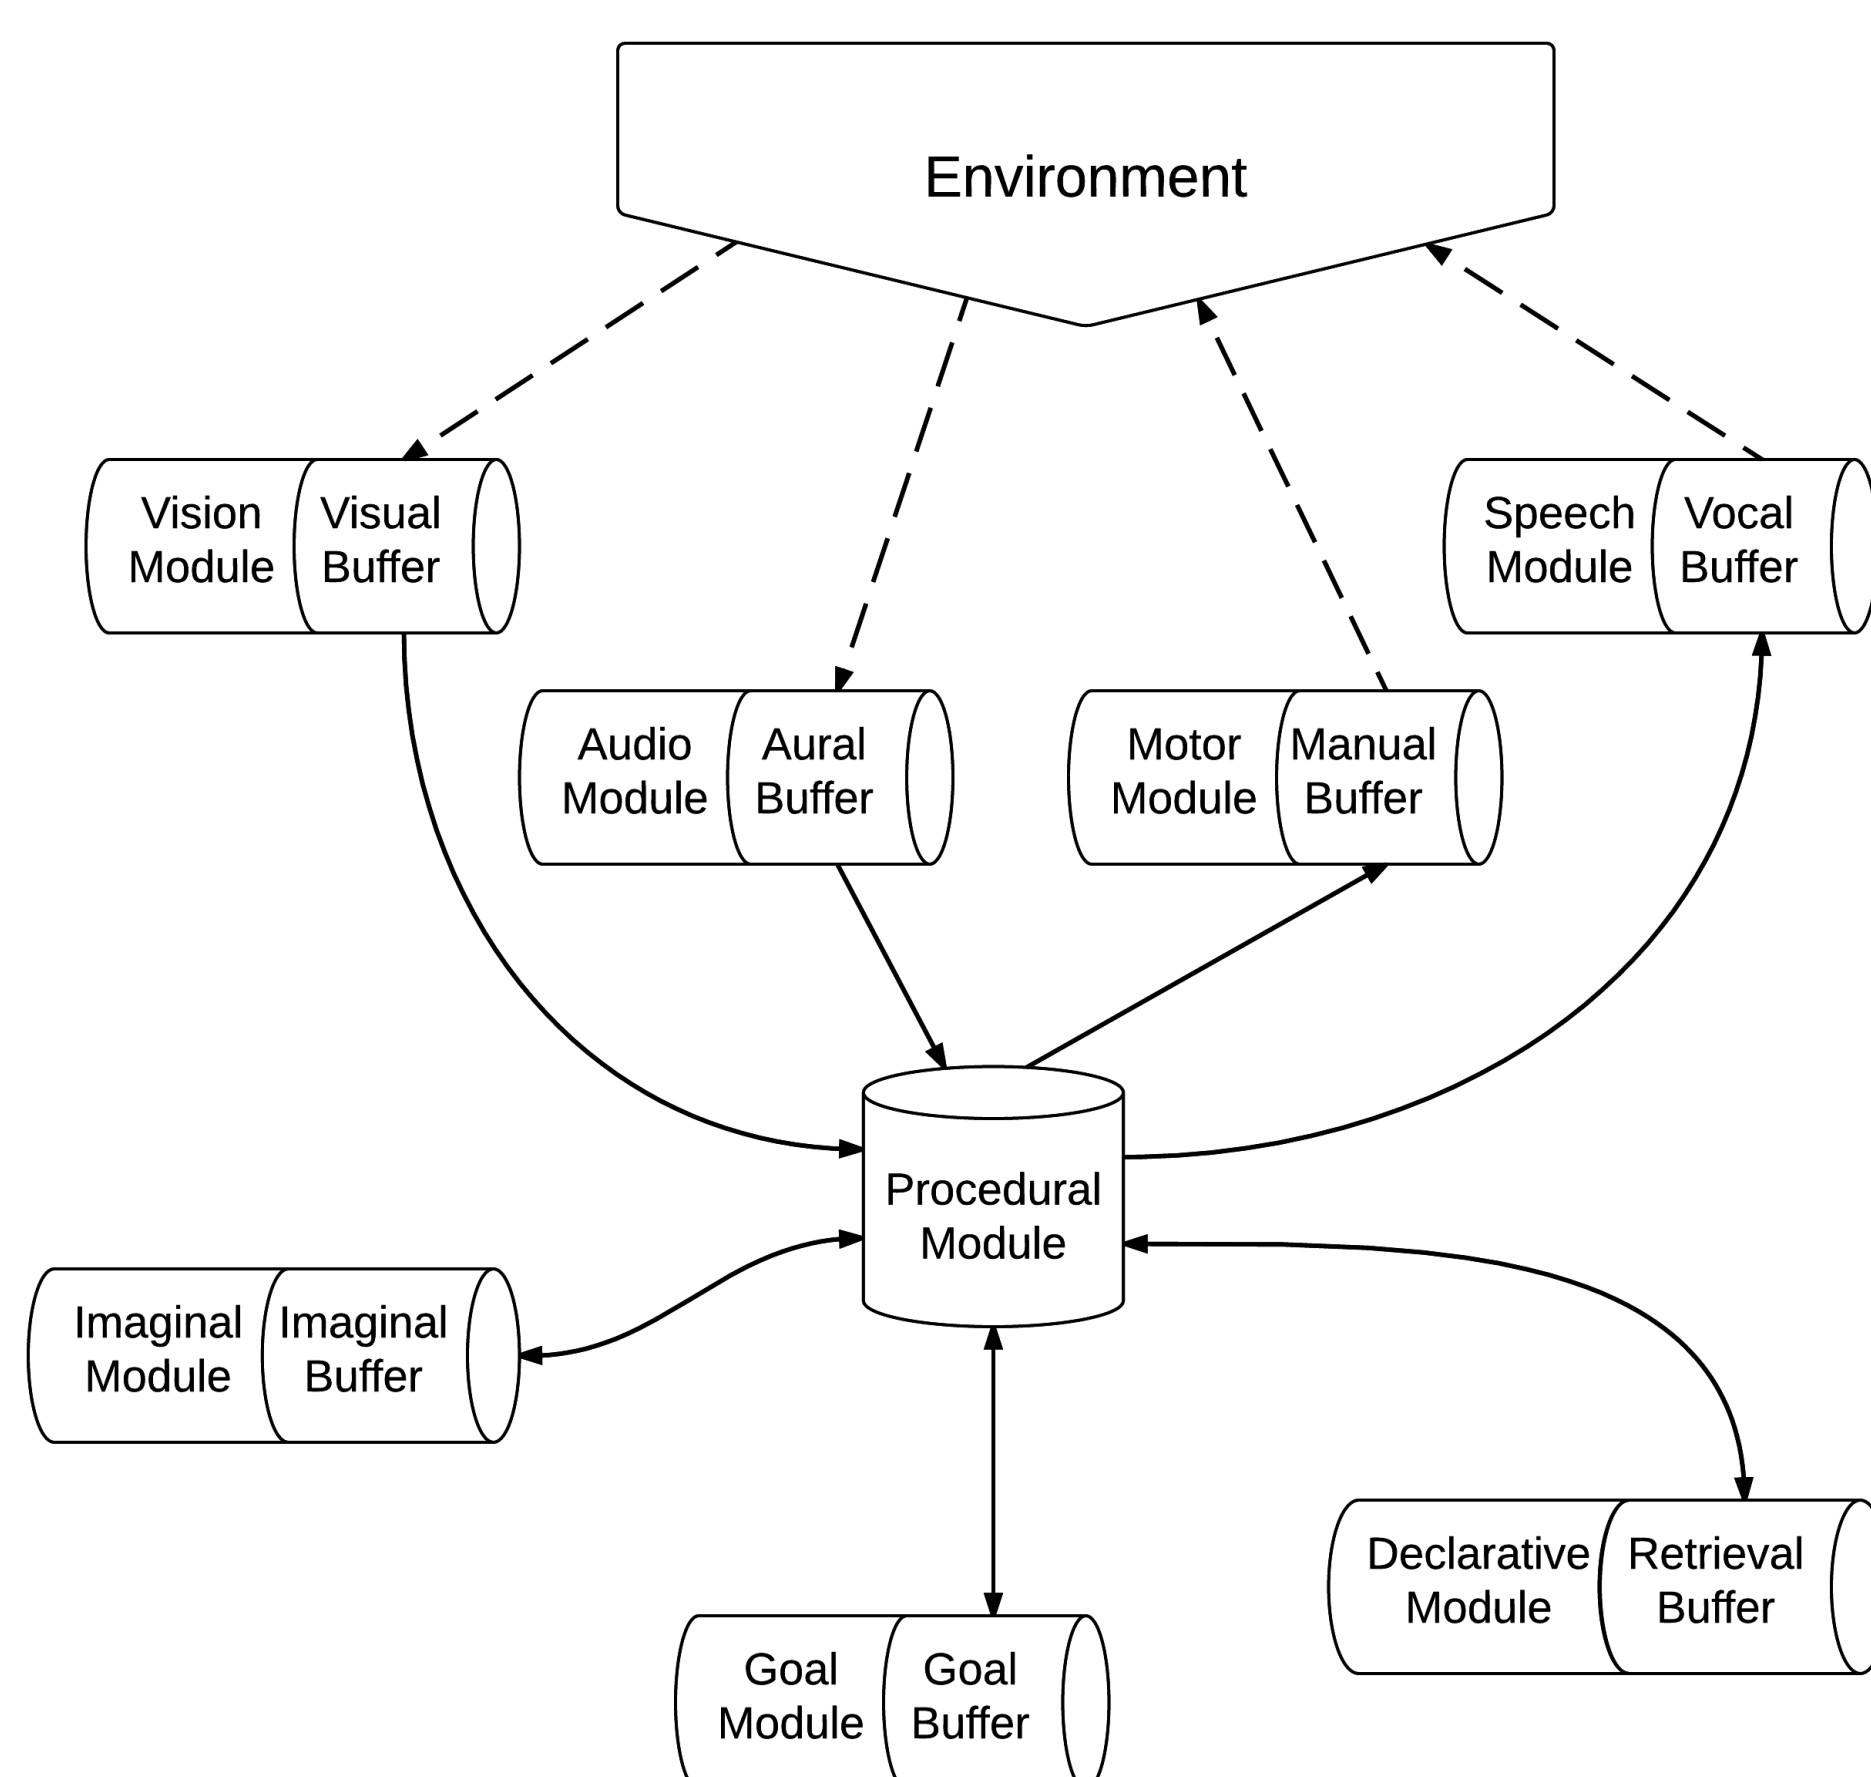 Environment
Vision
Module
Visual
Buffer
Speech
Module
Vocal
Buffer
Audio
Module
Aural
Buffer
Motor
Module
Manual
Buffer
Procedural
Module
Imaginal
Module
Imaginal
Buffer
Declarative
Module
Retrieval
Buffer
Goal
Module
Goal
Buffer